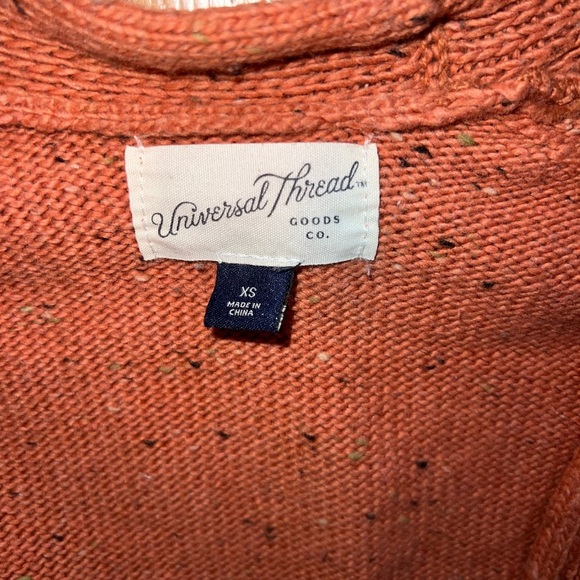 Universal Thread™
GOODS
CO.
XS
MADE IN
CHINA